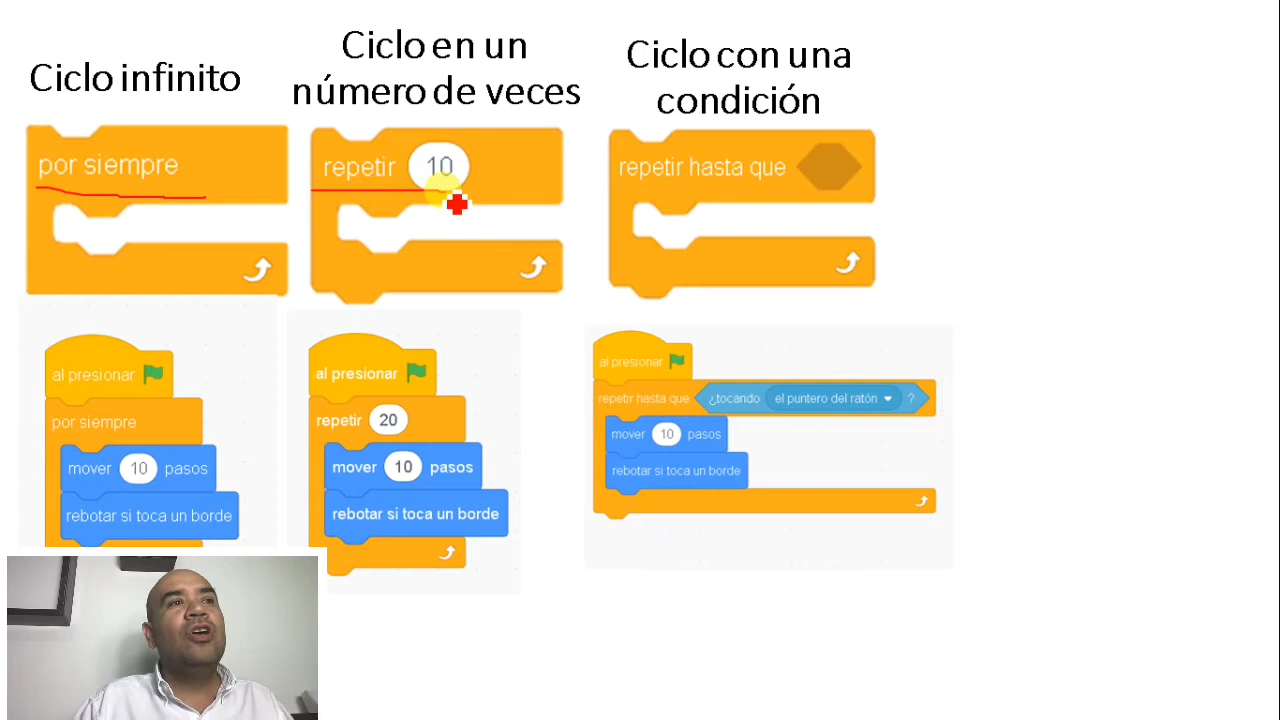 Ciclo infinito
Ciclo en un
número de veces
Ciclo con una
condición
por siempre
repetir 10
repetir hasta que
al presionar
por siempre
mover 10 pasos
rebotar si toca un borde
al presionar
repetir 20
mover 10 pasos
rebotar si toca un borde
al presionar
repetir hasta que ¿tocando el puntero del ratón ?
mover 10 pasos
rebotar si toca un borde